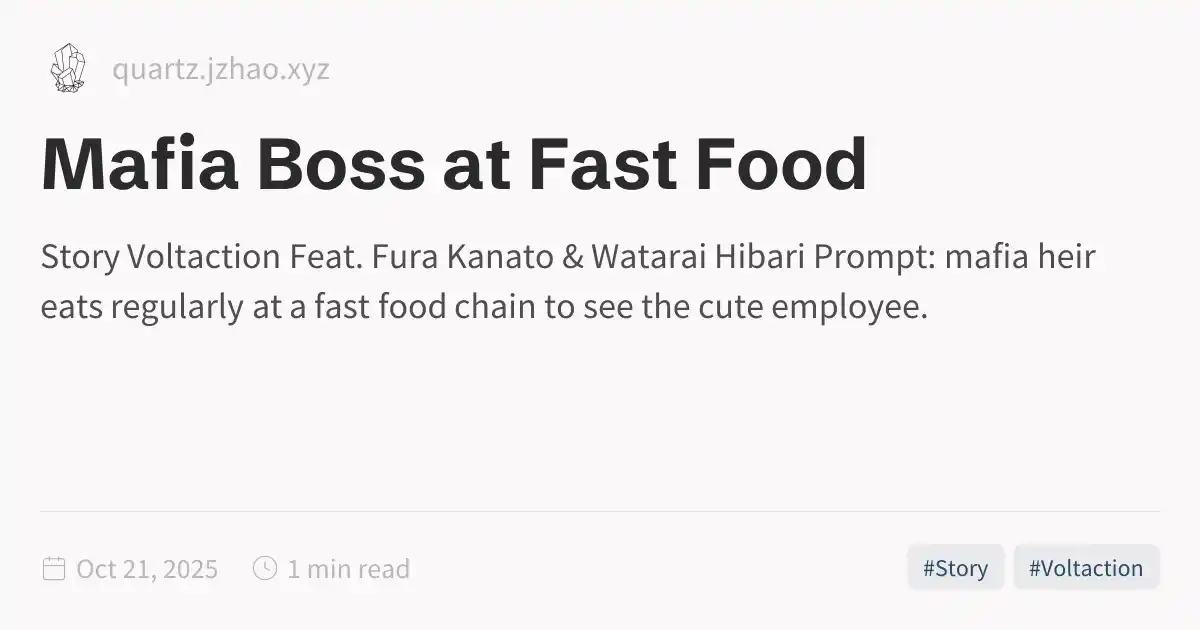 quartz.jzhao.xyz
Mafia Boss at Fast Food
Story Voltaction Feat. Fura Kanato & Watarai Hibari Prompt: mafia heir
eats regularly at a fast food chain to see the cute employee.
Oct 21, 2025 1 min read #Story #Voltaction